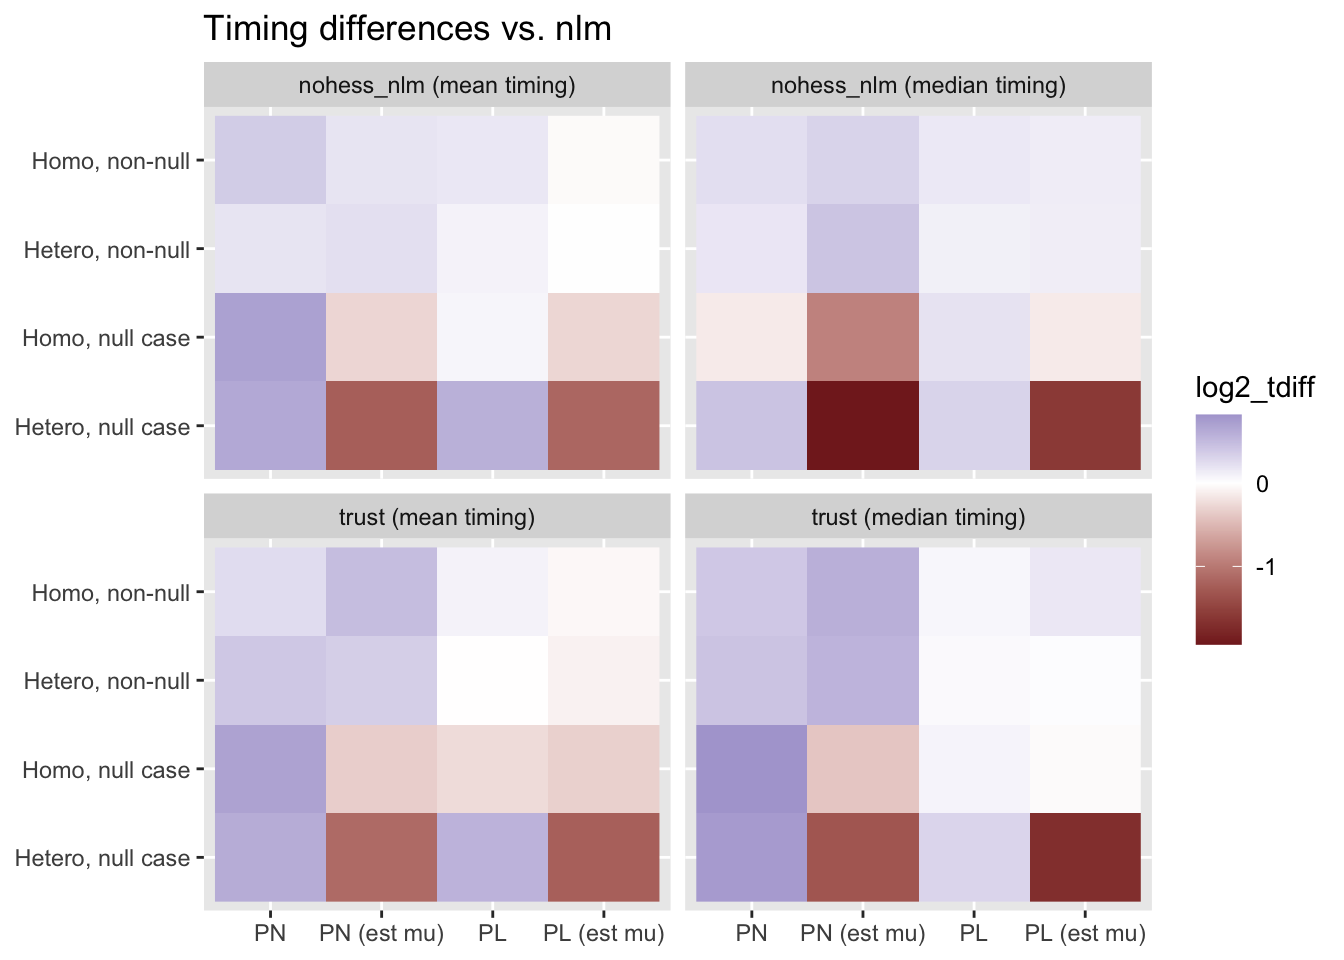 Timing differences vs. nlm
nohess_nlm (mean timing)
nohess_nlm (median timing)
Homo, non-null
Hetero, non-null
Homo, null case
Hetero, null case
trust (mean timing)
trust (median timing)
Homo, non-null
Hetero, non-null
Homo, null case
Hetero, null case
PN PN (est mu) PL PL (est mu)
PN PN (est mu) PL PL (est mu)
log2_tdiff
0
-1